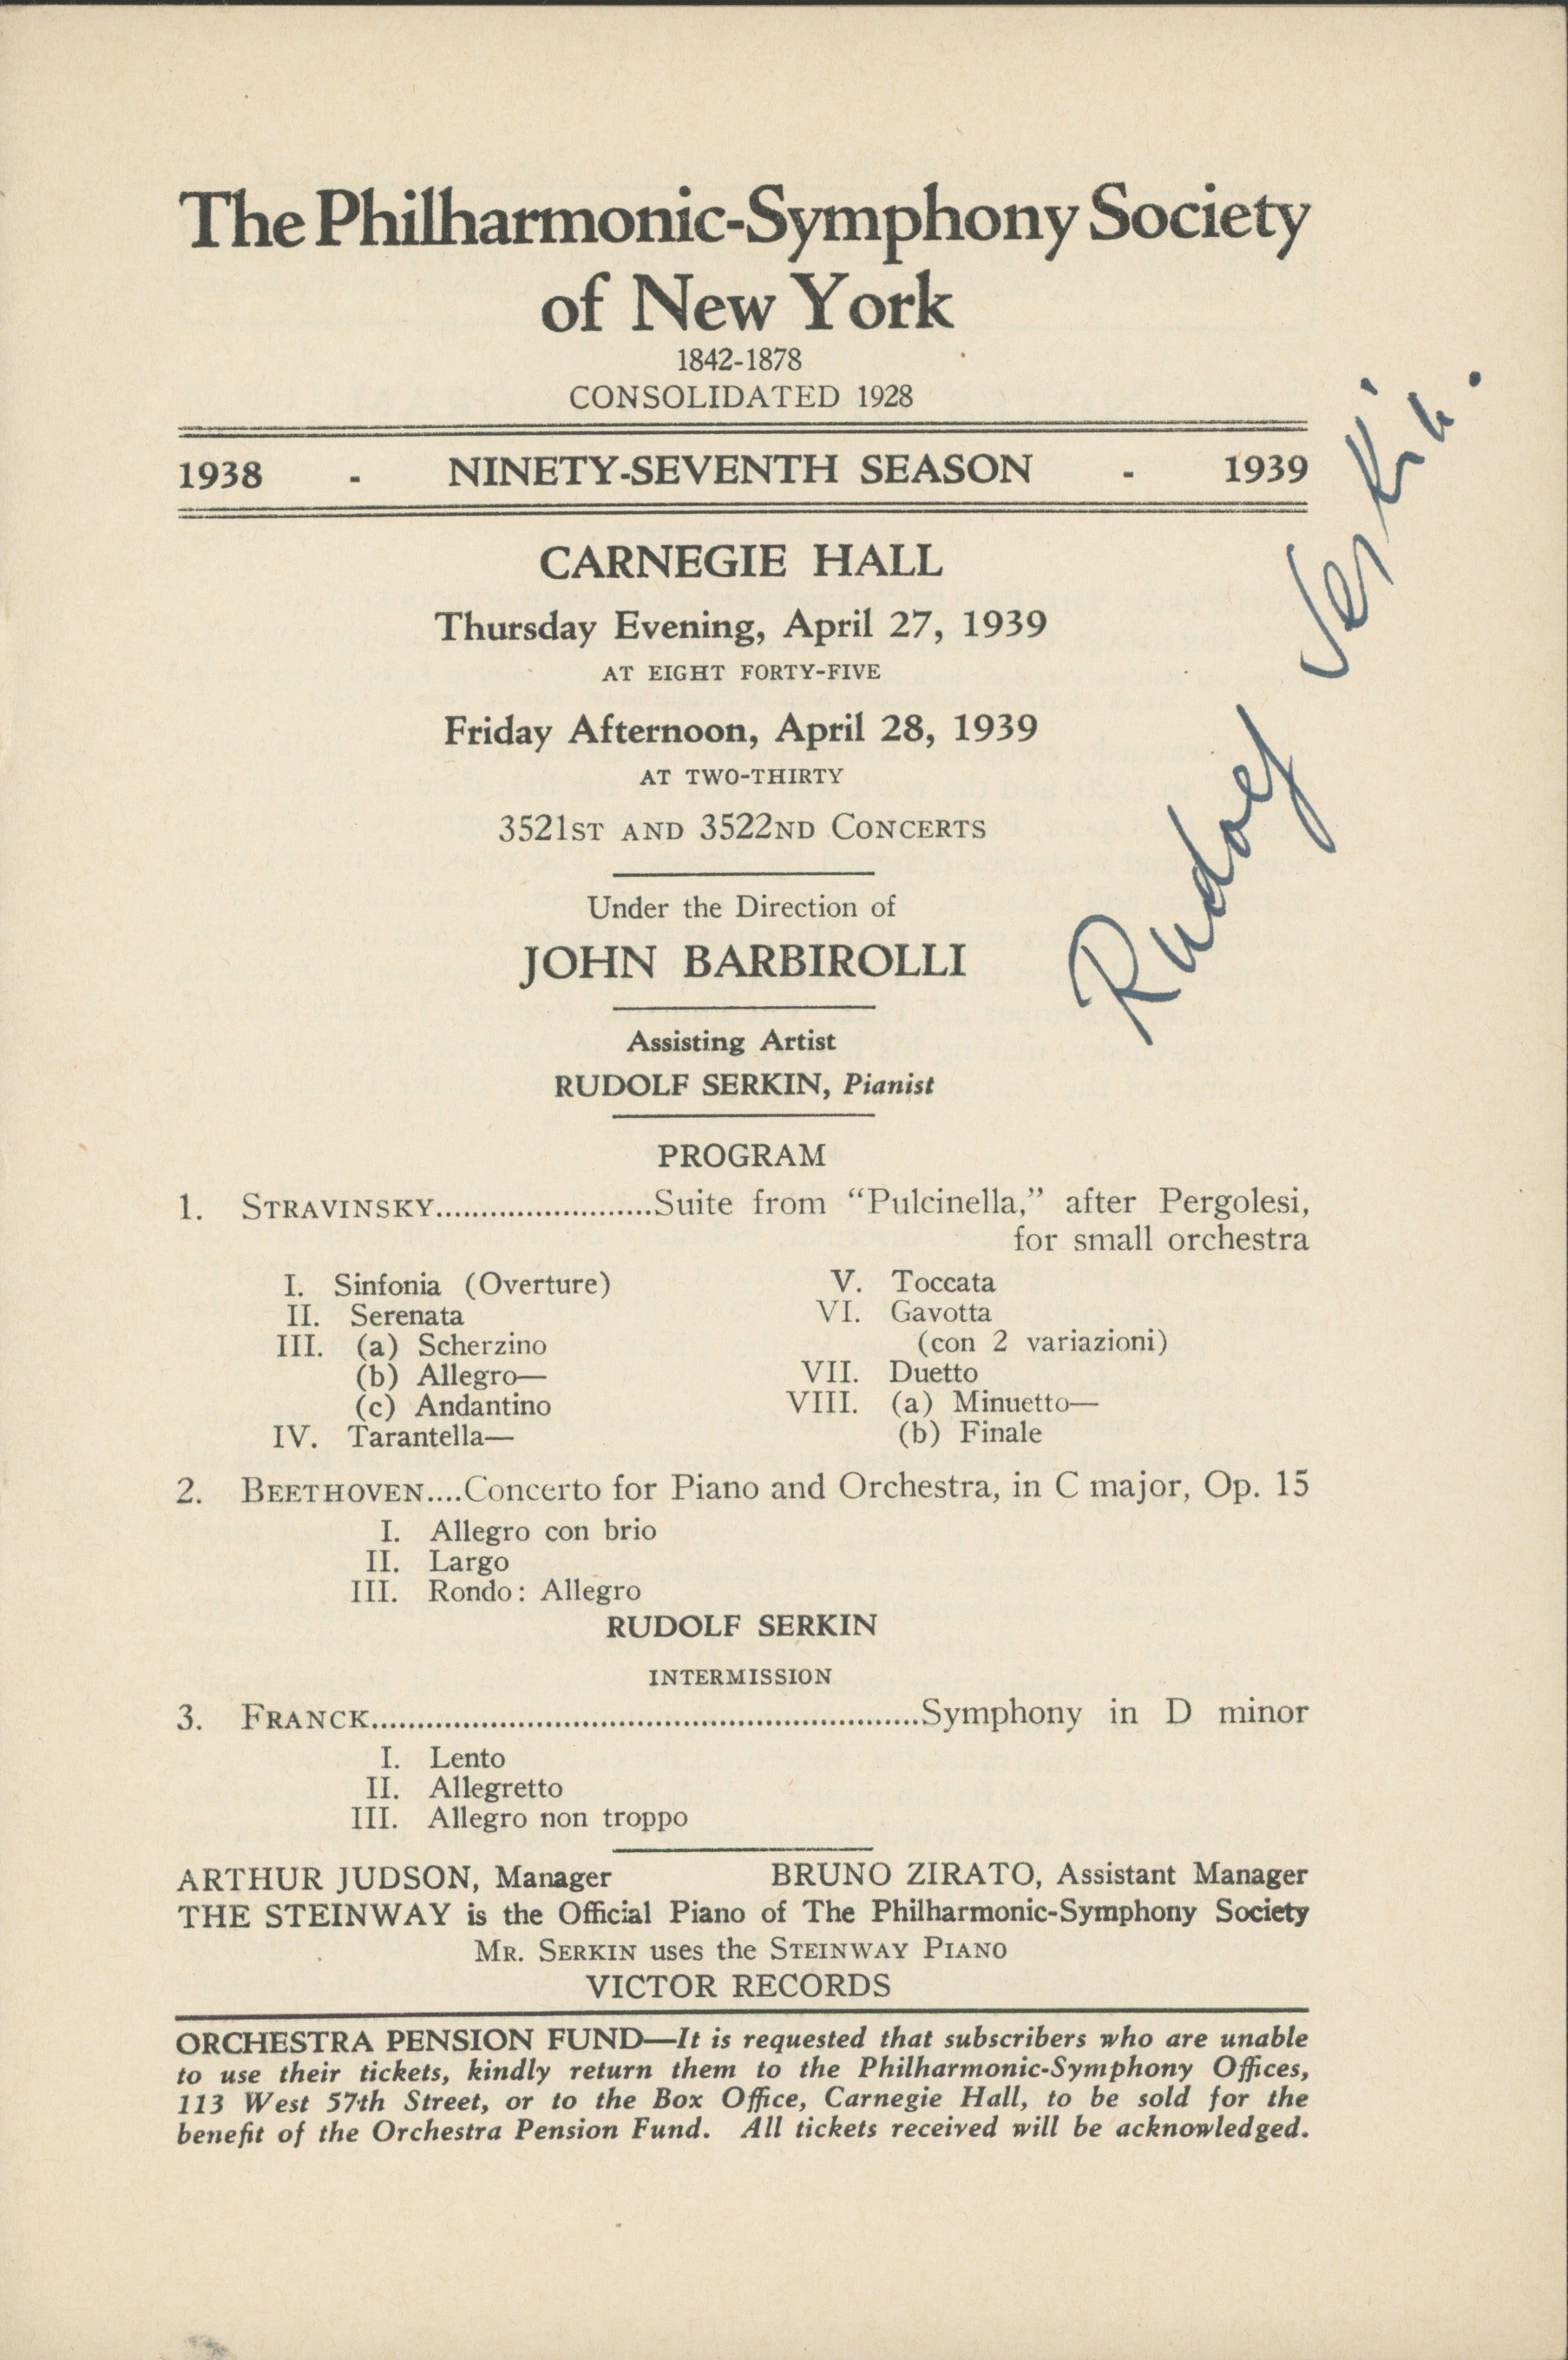 The Philharmonic-Symphony Society
of New York
1842-1878
CONSOLIDATED 1928
1938 - NINETY-SEVENTH SEASON - 1939
CARNEGIE HALL
Thursday Evening, April 27, 1939
AT EIGHT FORTY-FIVE
Friday Afternoon, April 28, 1939
AT TWO-THIRTY
3521ST AND 3522ND CONCERTS
Under the Direction of
JOHN BARBIROLLI
Rudolf Serkin.
Assisting Artist
RUDOLF SERKIN, Pianist
PROGRAM
1. STRAVINSKY........................Suite from “Pulcinella,” after Pergolesi,
for small orchestra
I. Sinfonia (Overture)
II. Serenata
III. (a) Scherzino
(b) Allegro—
(c) Andantino
IV. Tarantella—
V. Toccata
VI. Gavotta
(con 2 variazioni)
VII. Duetto
VIII. (a) Minuetto—
(b) Finale
2. BEETHOVEN....Concerto for Piano and Orchestra, in C major, Op. 15
I. Allegro con brio
II. Largo
III. Rondo: Allegro
RUDOLF SERKIN
INTERMISSION
3. FRANCK............................................................Symphony in D minor
I. Lento
II. Allegretto
III. Allegro non troppo
ARTHUR JUDSON, Manager BRUNO ZIRATO, Assistant Manager
THE STEINWAY is the Official Piano of The Philharmonic-Symphony Society
MR. SERKIN uses the STEINWAY PIANO
VICTOR RECORDS
ORCHESTRA PENSION FUND—It is requested that subscribers who are unable
to use their tickets, kindly return them to the Philharmonic-Symphony Offices,
113 West 57th Street, or to the Box Office, Carnegie Hall, to be sold for the
benefit of the Orchestra Pension Fund. All tickets received will be acknowledged.